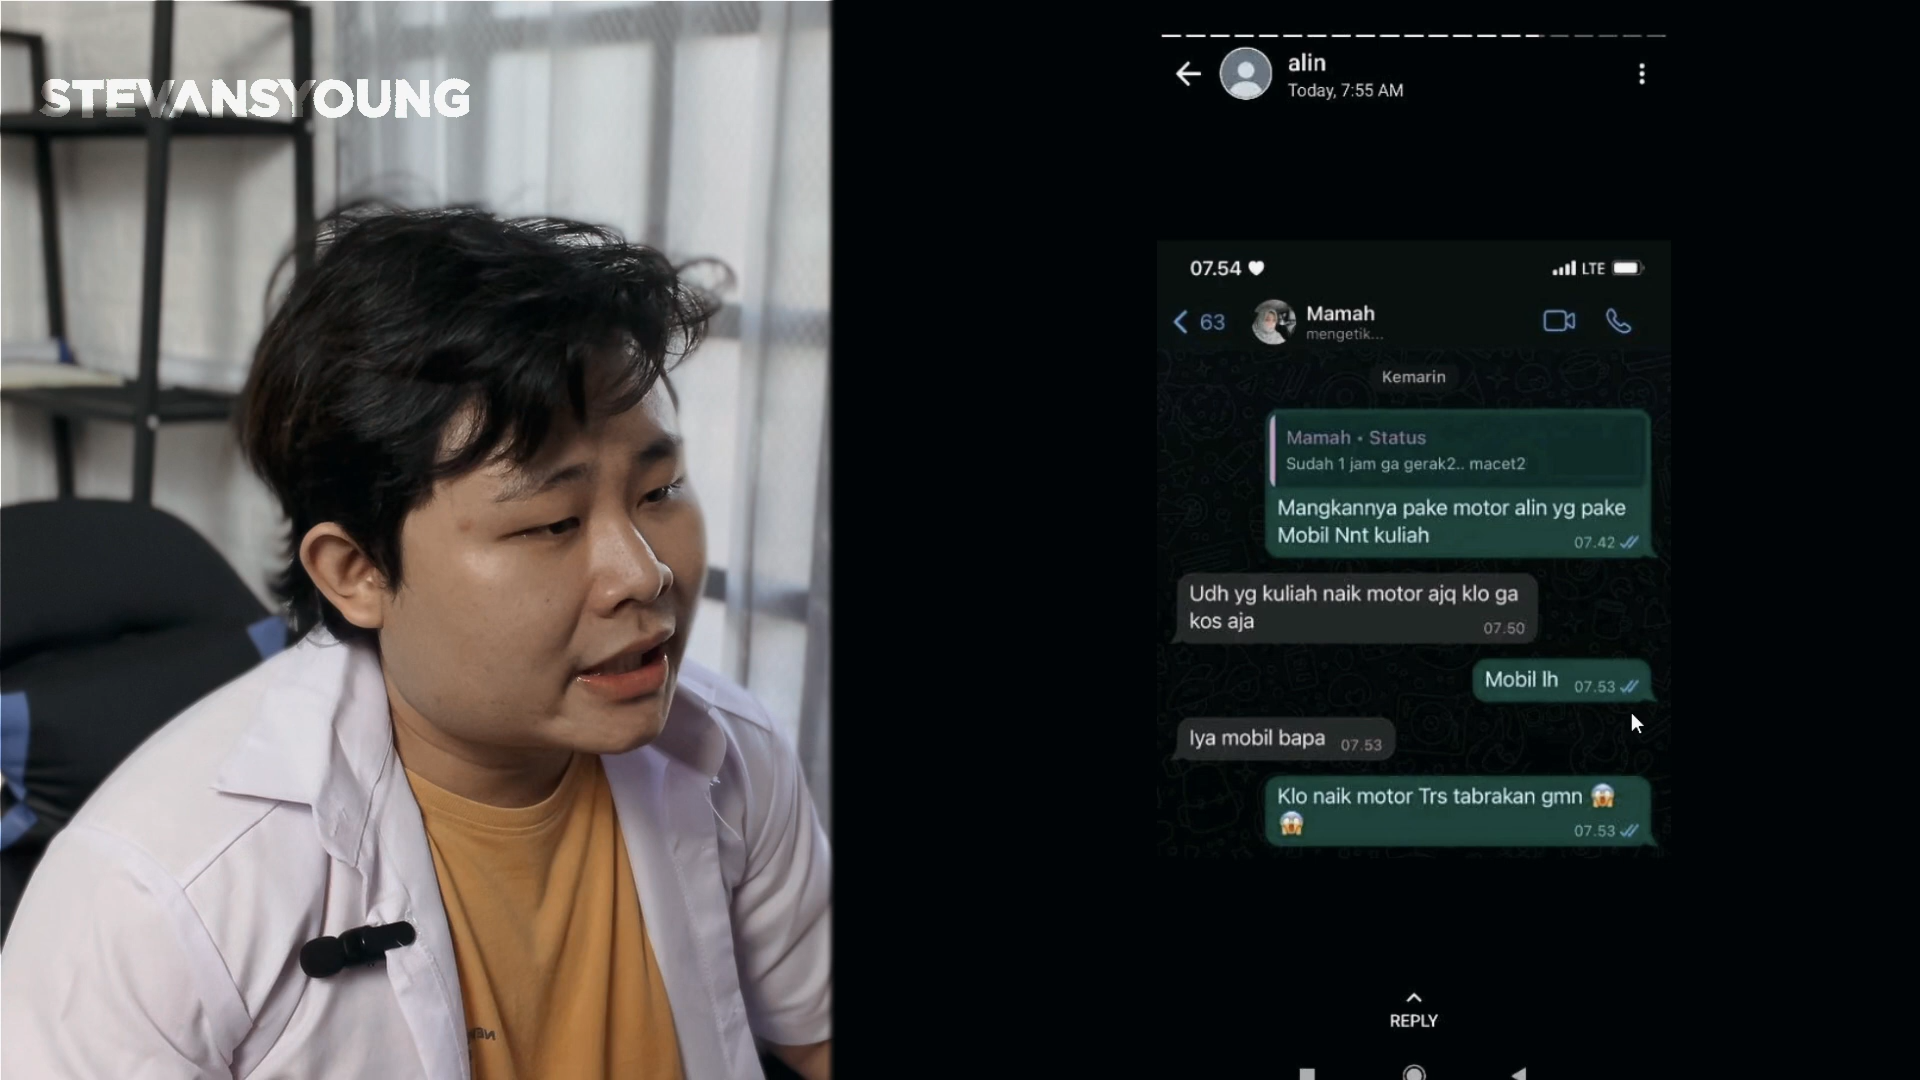 STEVANSYOUNG
alin
Today, 7:55 AM
07.54
LTE
63
Mamah
mengetik...
Kemarin
Mamah • Status
Sudah 1 jam ga gerak2.. macet2
Mangkannya pake motor alin yg pake
Mobil Nnt kuliah
07.42
Udh yg kuliah naik motor ajq klo ga
kos aja
07.50
Mobil lh
07.53
Iya mobil bapa
07.53
Klo naik motor Trs tabrakan gmn 😱
😱
07.53
REPLY